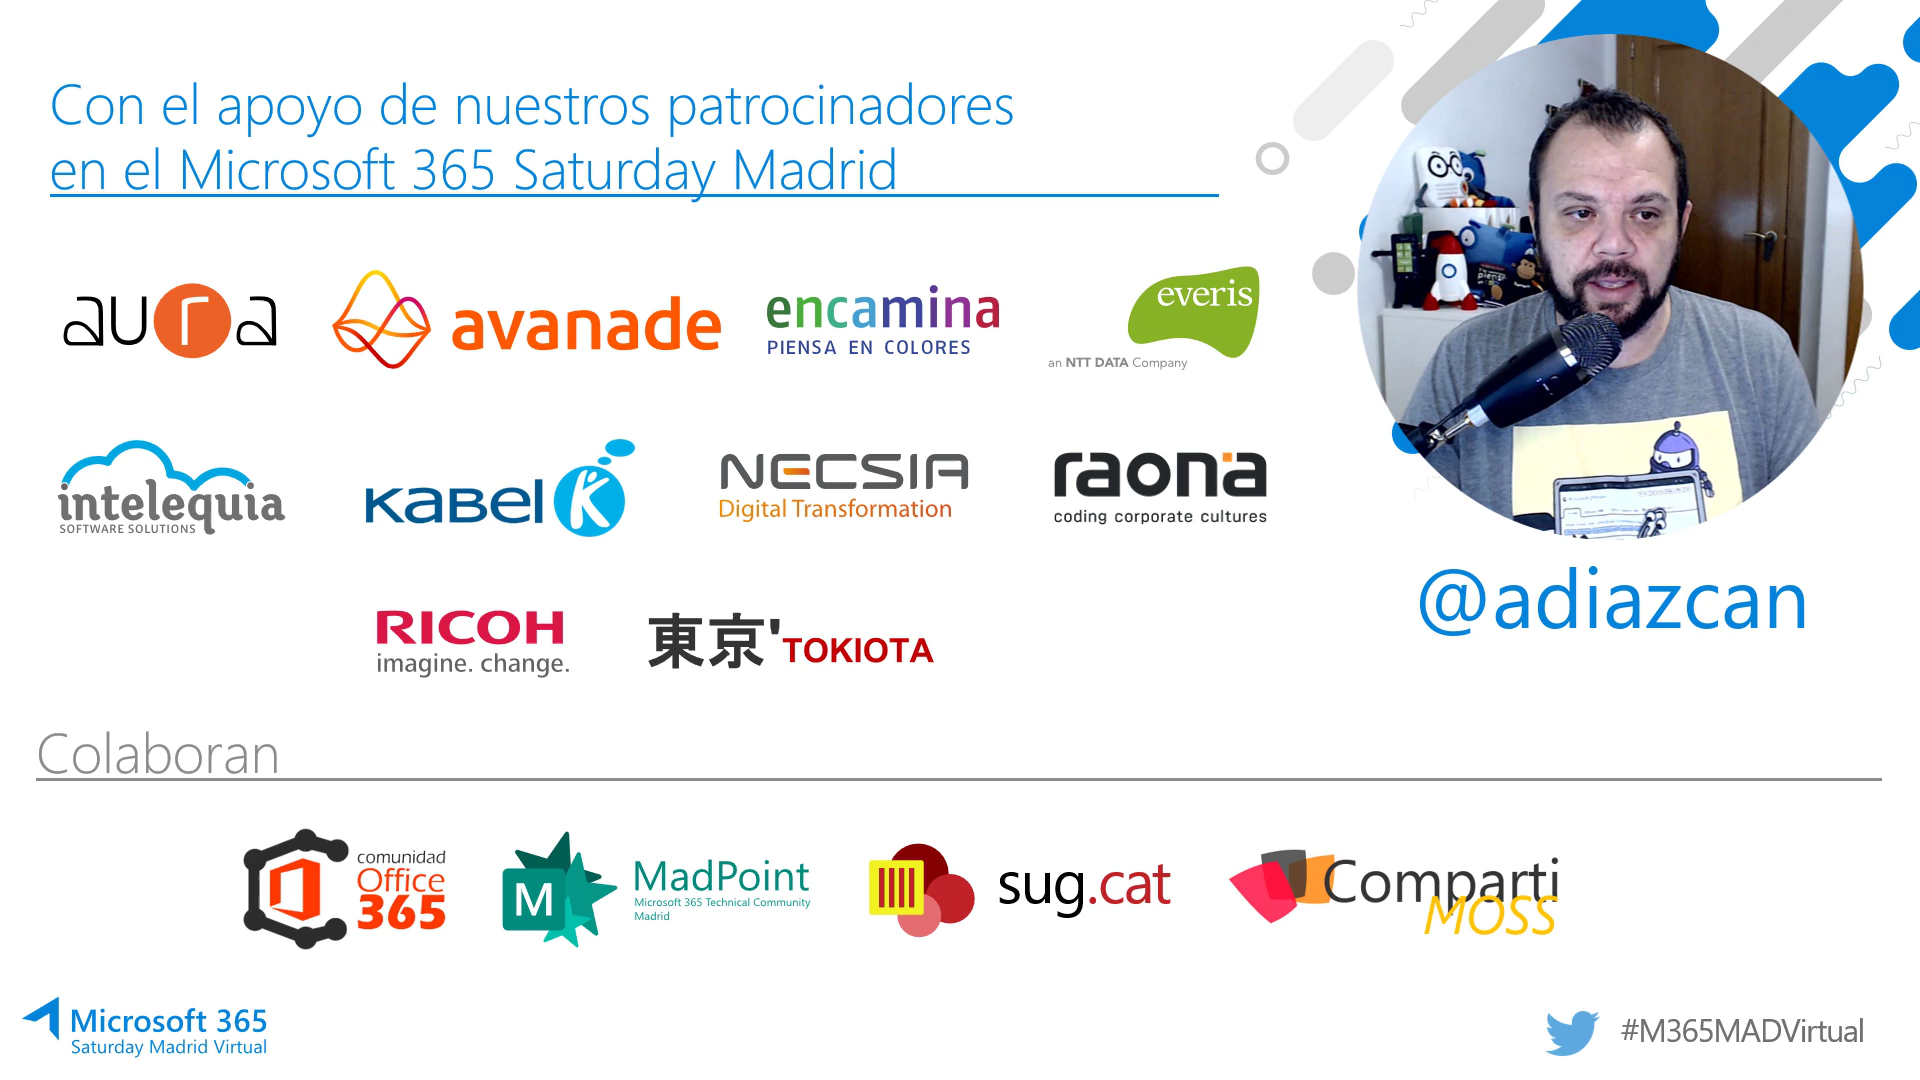 Con el apoyo de nuestros patrocinadores
en el Microsoft 365 Saturday Madrid
aura
avanade
encamina
PIENSA EN COLORES
everis
an NTT DATA Company
intelequia
SOFTWARE SOLUTIONS
KABEL K
NECSIA
Digital Transformation
raona
coding corporate cultures
@adiazcan
RICOH
imagine. change.
東京'TOKIOTA
Colaboran
comunidad
Office
365
M
MadPoint
Microsoft 365 Technical Community
Madrid
sug.cat
Comparti
MOSS
Microsoft 365
Saturday Madrid Virtual
#M365MADVirtual